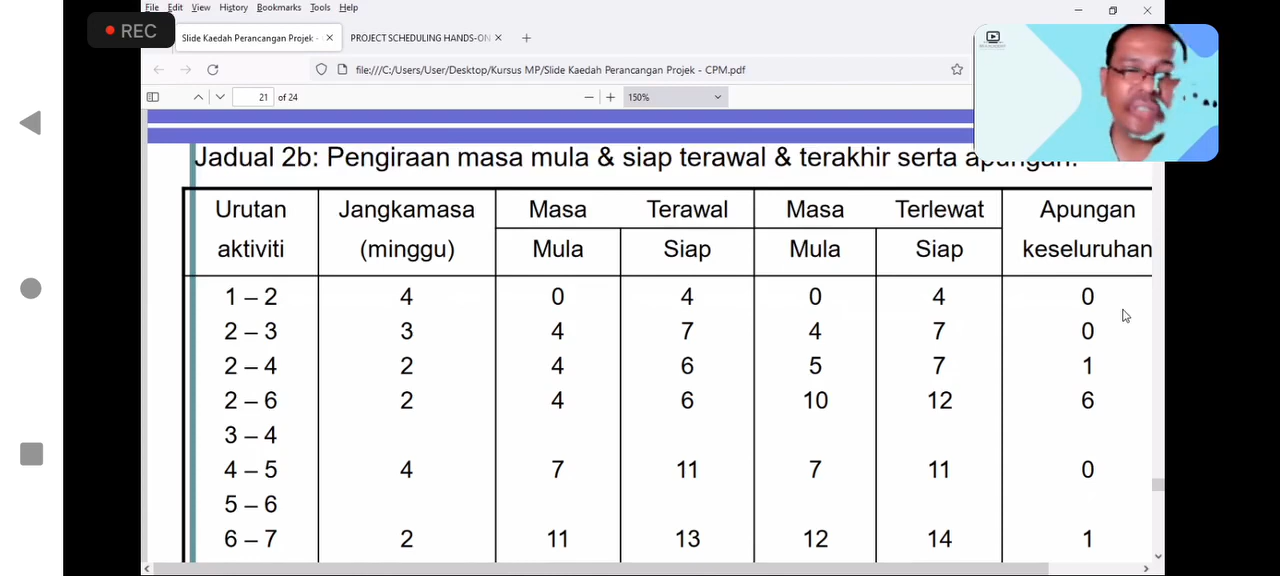 File Edit View History Bookmarks Tools Help
REC
Slide Kaedah Perancangan Projek -
PROJECT SCHEDULING HANDS-ON
file:///C:/Users/User/Desktop/Kursus MP/Slide Kaedah Perancangan Projek - CPM.pdf
21 of 24
150%
Jadual 2b: Pengiraan masa mula & siap terawal & terakhir serta apungan.
Urutan aktiviti Jangkamasa (minggu) Masa Terawal Masa Terlewat Apungan keseluruhan
Mula Siap Mula Siap
1 – 2 4 0 4 0 4 0
2 – 3 3 4 7 4 7 0
2 – 4 2 4 6 5 7 1
2 – 6 2 4 6 10 12 6
3 – 4
4 – 5 4 7 11 7 11 0
5 – 6
6 – 7 2 11 13 12 14 1